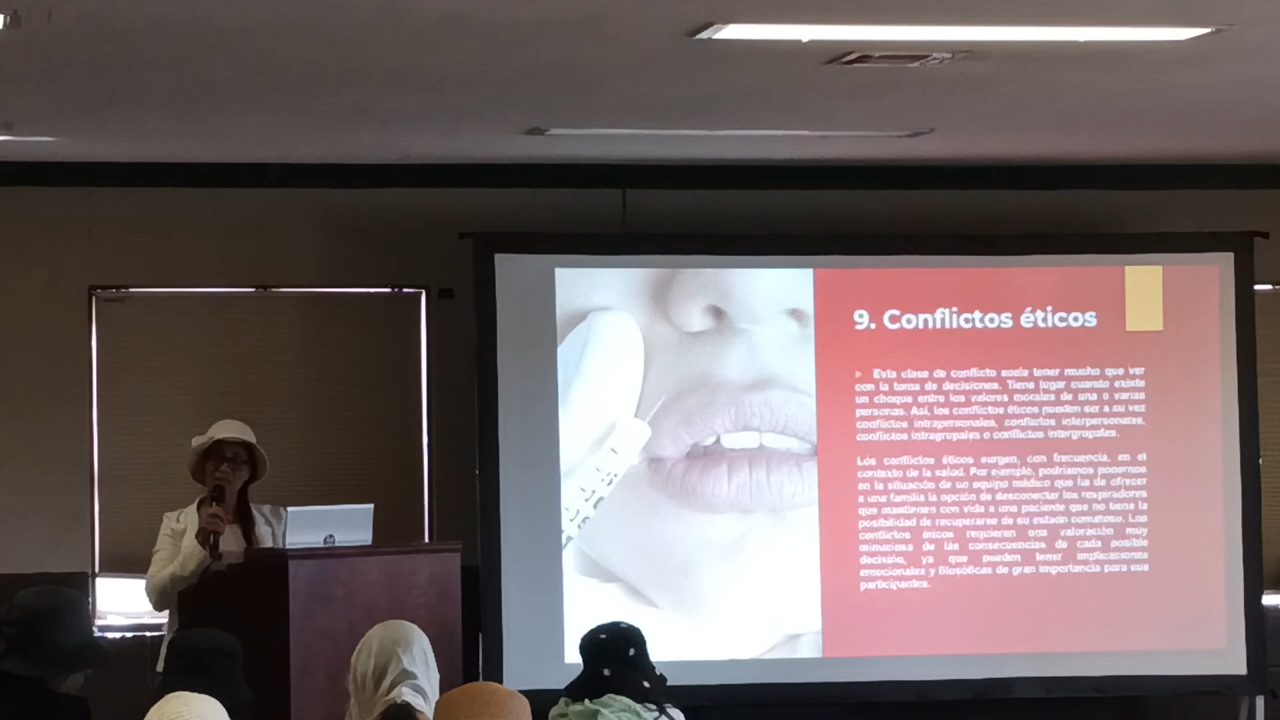 9. Conflictos éticos
Esta clase de conflicto suele tener mucho que ver
con la toma de decisiones. Tiene lugar cuando existe
un choque entre los valores morales de una o varias
personas. Así, los conflictos éticos pueden ser a su vez
conflictos intrapersonales, conflictos interpersonales,
conflictos intragrupales o conflictos intergrupales.
Los conflictos éticos surgen, con frecuencia, en el
contexto de la salud. Por ejemplo, podríamos ponernos
en la situación de un equipo médico que ha de ofrecer
a una familia la opción de desconectar los respiradores
que mantienen con vida a una paciente que no tiene la
posibilidad de recuperarse de su estado comatoso. Los
conflictos éticos requieren una valoración muy
minuciosa de las consecuencias de cada posible
decisión, ya que pueden tener implicaciones
emocionales y filosóficas de gran importancia para sus
participantes.